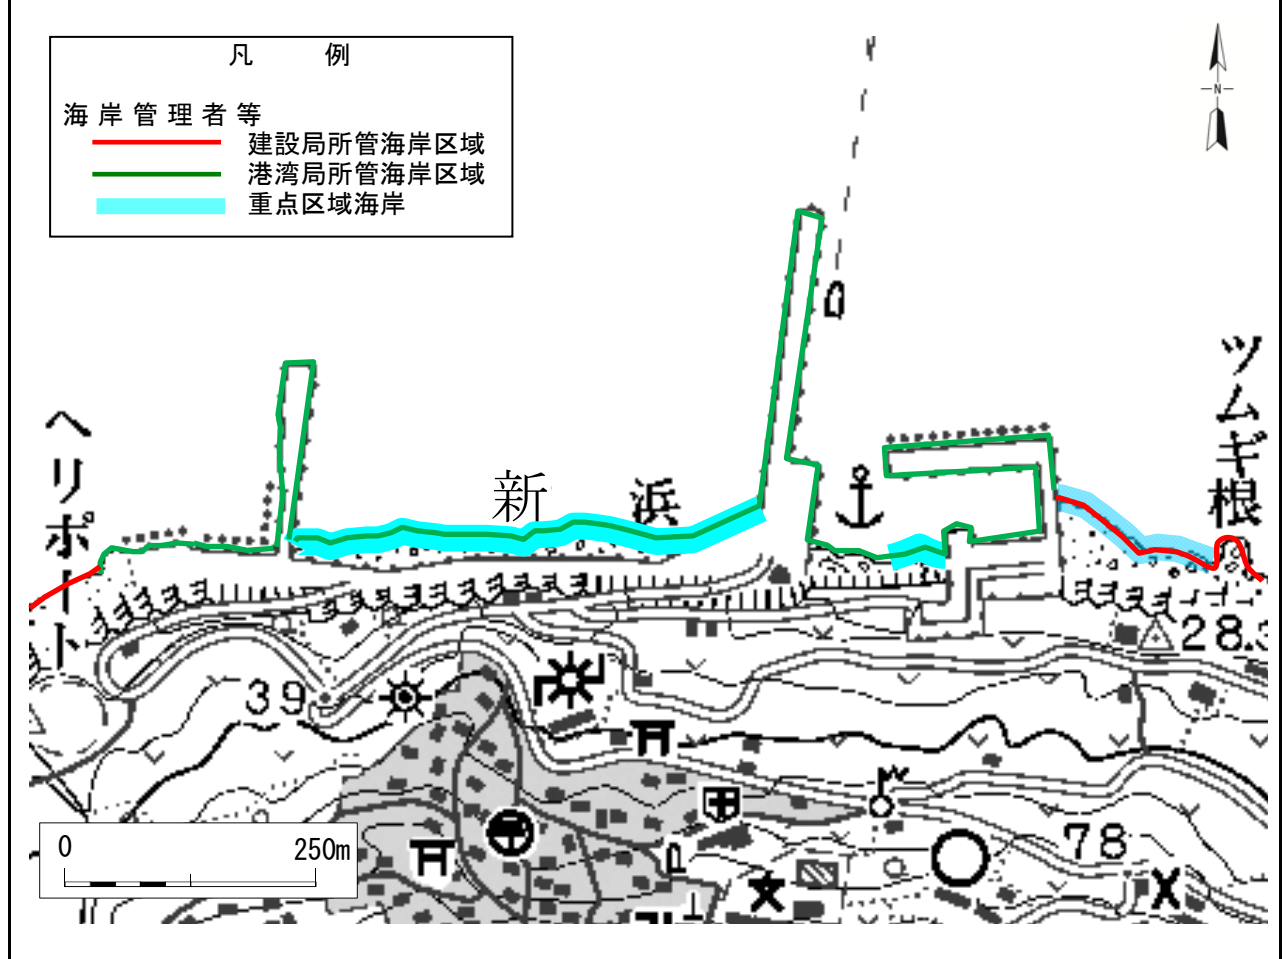 凡　例
海岸管理者等
建設局所管海岸区域
港湾局所管海岸区域
重点区域海岸
N
ヘリポート
新浜
ツムギ根
28.3
39
78
0 250m